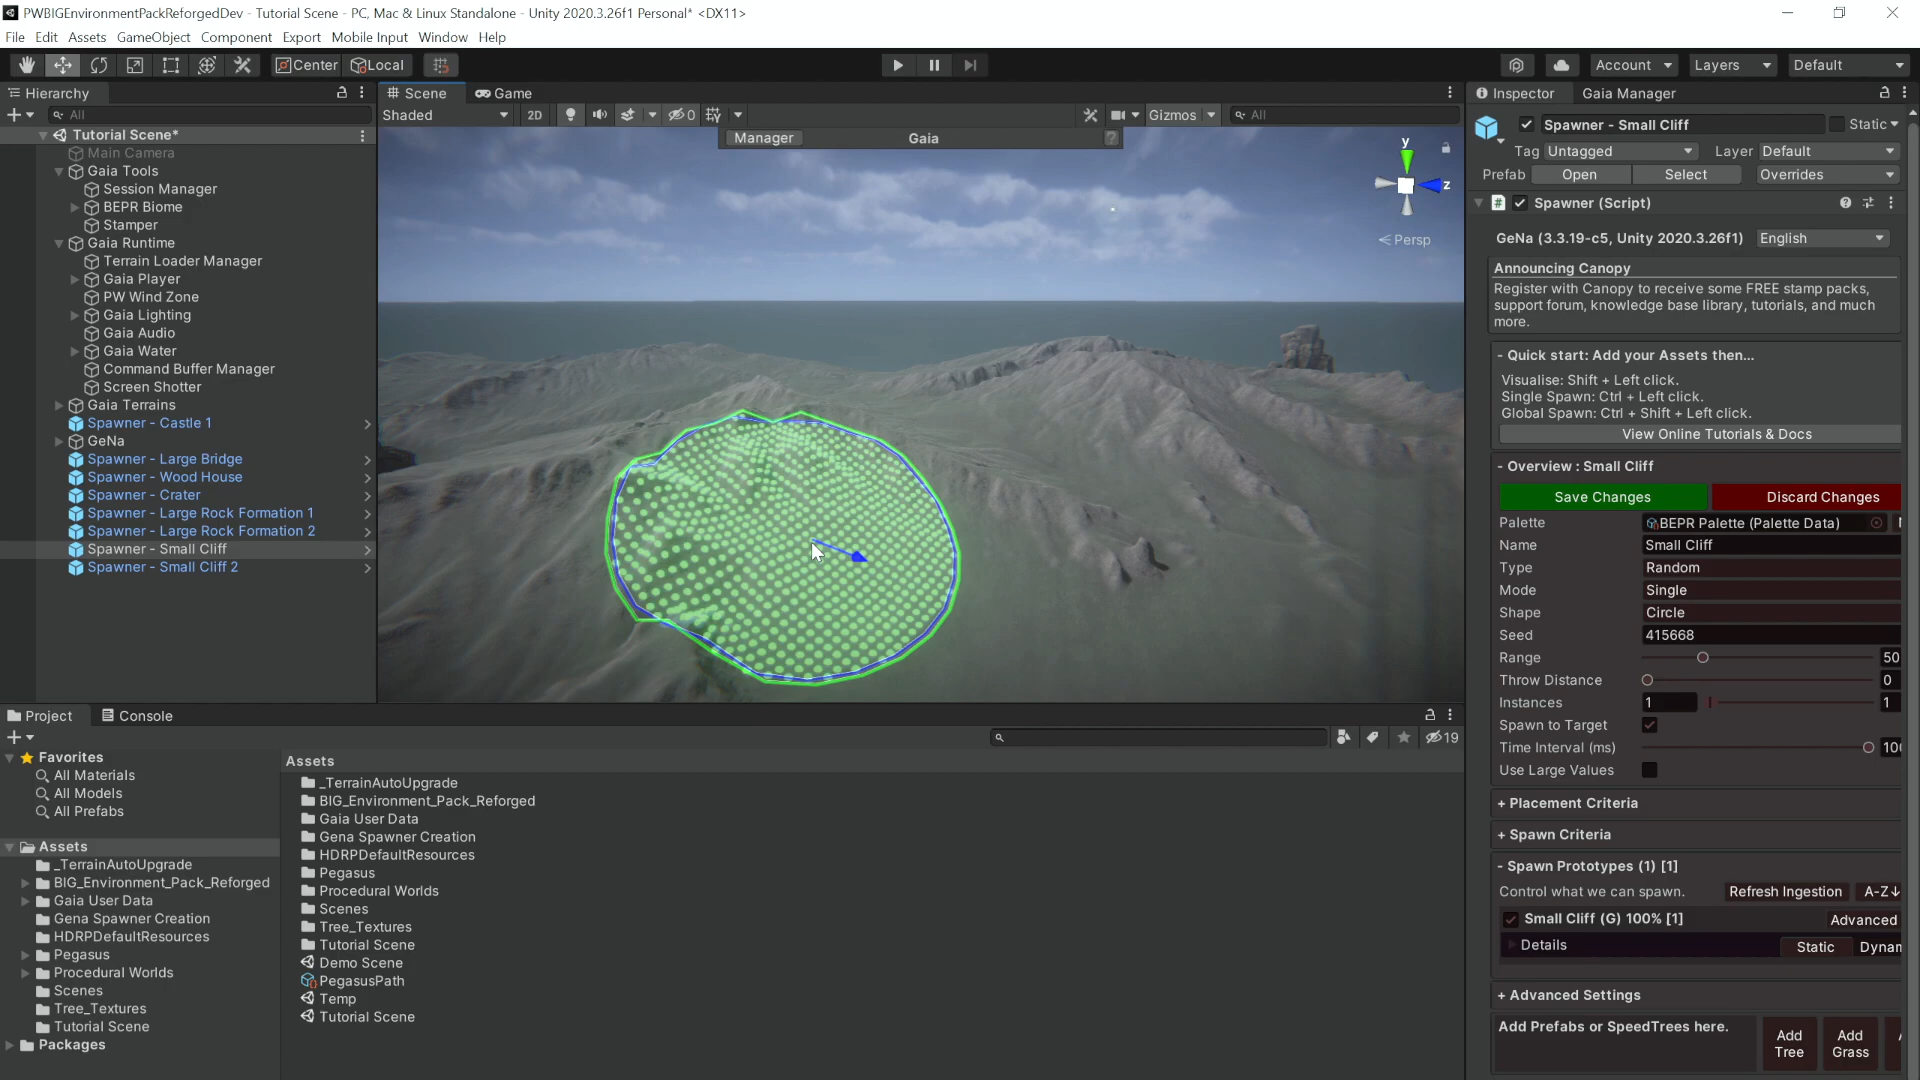 PWBIGEnvironmentPackReforgedDev - Tutorial Scene - PC, Mac & Linux Standalone - Unity 2020.3.26f1 Personal* <DX11>
File Edit Assets GameObject Component Export Mobile Input Window Help
Center Local Account Layers Default
Hierarchy
All
Tutorial Scene*
Main Camera
Gaia Tools
Session Manager
BEPR Biome
Stamper
Gaia Runtime
Terrain Loader Manager
Gaia Player
PW Wind Zone
Gaia Lighting
Gaia Audio
Gaia Water
Command Buffer Manager
Screen Shotter
Gaia Terrains
Spawner - Castle 1
GeNa
Spawner - Large Bridge
Spawner - Wood House
Spawner - Crater
Spawner - Large Rock Formation 1
Spawner - Large Rock Formation 2
Spawner - Small Cliff
Spawner - Small Cliff 2
Scene Game
Shaded 2D 0 Gizmos All
Manager Gaia ?
y
z
Persp
Inspector Gaia Manager
Spawner - Small Cliff Static
Tag Untagged Layer Default
Prefab Open Select Overrides
# Spawner (Script)
GeNa (3.3.19-c5, Unity 2020.3.26f1) English
Announcing Canopy
Register with Canopy to receive some FREE stamp packs,
support forum, knowledge base library, tutorials, and much
more.
- Quick start: Add your Assets then...
Visualise: Shift + Left click.
Single Spawn: Ctrl + Left click.
Global Spawn: Ctrl + Shift + Left click.
View Online Tutorials & Docs
- Overview : Small Cliff
Save Changes Discard Changes
Palette BEPR Palette (Palette Data)
Name Small Cliff
Type Random
Mode Single
Shape Circle
Seed 415668
Range 50
Throw Distance 0
Instances 1 1
Spawn to Target
Time Interval (ms) 10
Use Large Values
+ Placement Criteria
+ Spawn Criteria
- Spawn Prototypes (1) [1]
Control what we can spawn. Refresh Ingestion A-Z↓
Small Cliff (G) 100% [1] Advanced
Details Static Dynam
+ Advanced Settings
Add Prefabs or SpeedTrees here.
Add Tree
Add Grass
Project Console
19
Favorites
All Materials
All Models
All Prefabs
Assets
_TerrainAutoUpgrade
BIG_Environment_Pack_Reforged
Gaia User Data
Gena Spawner Creation
HDRPDefaultResources
Pegasus
Procedural Worlds
Scenes
Tree_Textures
Tutorial Scene
Packages
Assets
_TerrainAutoUpgrade
BIG_Environment_Pack_Reforged
Gaia User Data
Gena Spawner Creation
HDRPDefaultResources
Pegasus
Procedural Worlds
Scenes
Tree_Textures
Tutorial Scene
Demo Scene
PegasusPath
Temp
Tutorial Scene